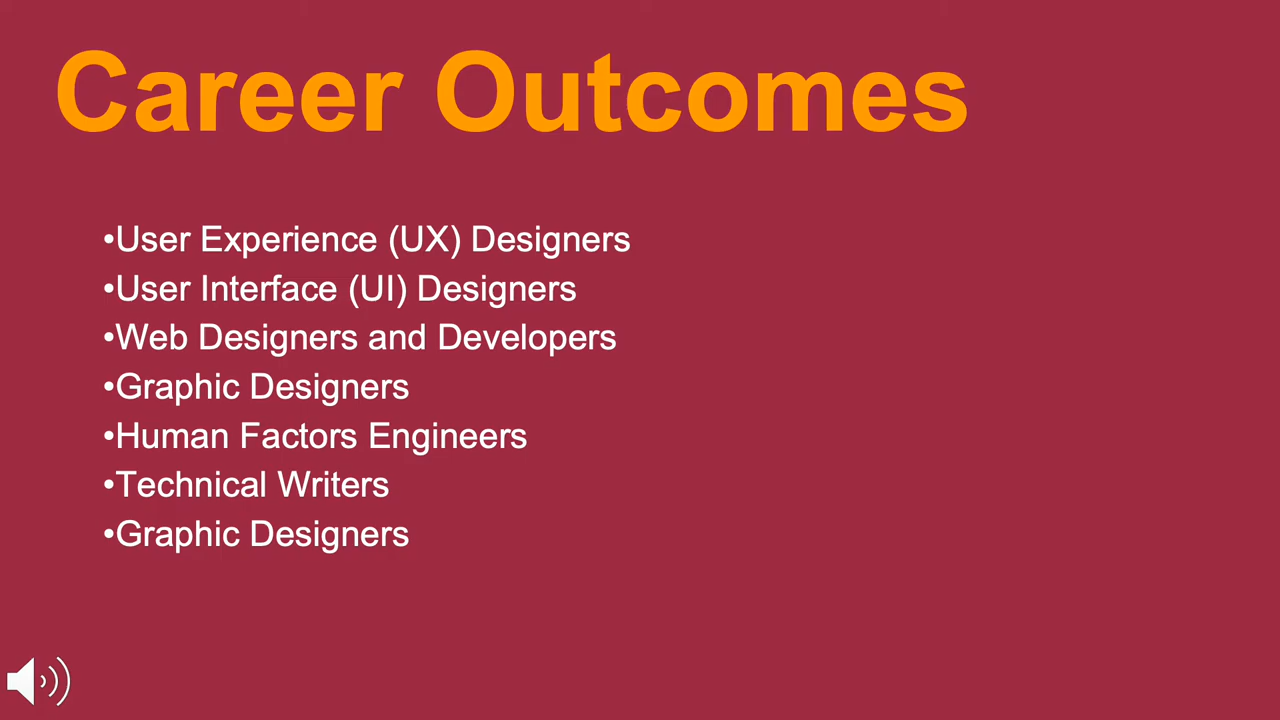 Career Outcomes
•User Experience (UX) Designers
•User Interface (UI) Designers
•Web Designers and Developers
•Graphic Designers
•Human Factors Engineers
•Technical Writers
•Graphic Designers